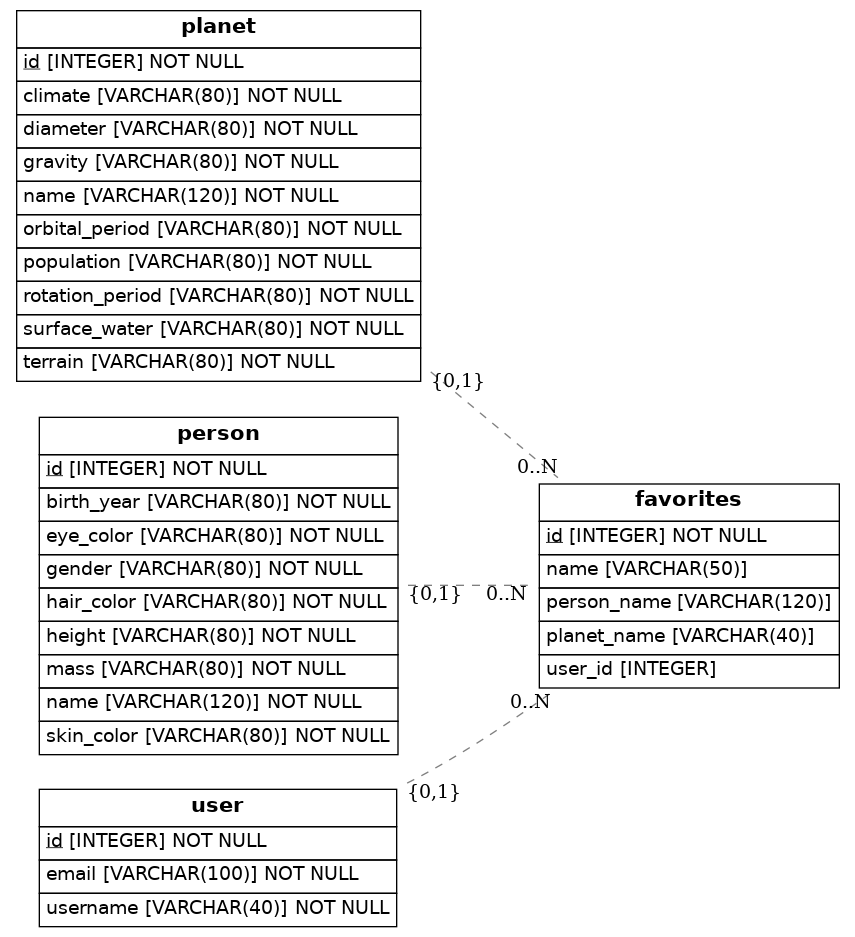 planet
id [INTEGER] NOT NULL
climate [VARCHAR(80)] NOT NULL
diameter [VARCHAR(80)] NOT NULL
gravity [VARCHAR(80)] NOT NULL
name [VARCHAR(120)] NOT NULL
orbital_period [VARCHAR(80)] NOT NULL
population [VARCHAR(80)] NOT NULL
rotation_period [VARCHAR(80)] NOT NULL
surface_water [VARCHAR(80)] NOT NULL
terrain [VARCHAR(80)] NOT NULL
{0,1}
0..N
person
id [INTEGER] NOT NULL
birth_year [VARCHAR(80)] NOT NULL
eye_color [VARCHAR(80)] NOT NULL
gender [VARCHAR(80)] NOT NULL
hair_color [VARCHAR(80)] NOT NULL
height [VARCHAR(80)] NOT NULL
mass [VARCHAR(80)] NOT NULL
name [VARCHAR(120)] NOT NULL
skin_color [VARCHAR(80)] NOT NULL
{0,1}
0..N
favorites
id [INTEGER] NOT NULL
name [VARCHAR(50)]
person_name [VARCHAR(120)]
planet_name [VARCHAR(40)]
user_id [INTEGER]
0..N
{0,1}
user
id [INTEGER] NOT NULL
email [VARCHAR(100)] NOT NULL
username [VARCHAR(40)] NOT NULL